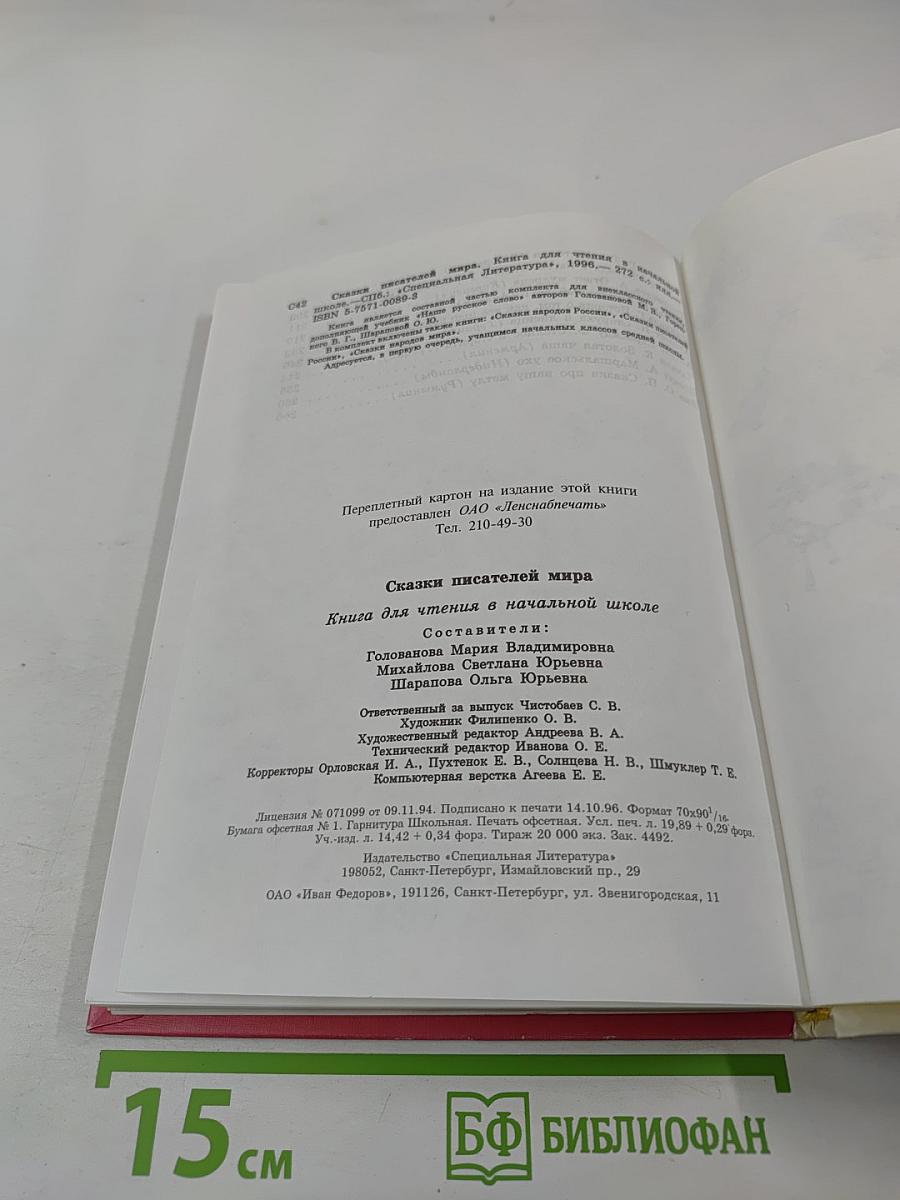 С42 Сказки писателей мира. Книга для чтения в начальной
школе.—СПб.: «Специальная Литература», 1996.— 272 с.: илл.—
ISBN 5-7571-0089-3
Книга является составной частью комплекта для внеклассного чтения,
дополняющей учебник «Наше русское слово» авторов Головановой М. В., Горец-
кого В. Г., Шараповой О. Ю.
В комплект включены также книги: «Сказки народов России», «Сказки писателей
России», «Сказки народов мира».
Адресуется, в первую очередь, учащимся начальных классов средней школы.
Переплетный картон на издание этой книги
предоставлен ОАО «Ленснабпечать»
Тел. 210-49-30
Сказки писателей мира
Книга для чтения в начальной школе
Составители:
Голованова Мария Владимировна
Михайлова Светлана Юрьевна
Шарапова Ольга Юрьевна
Ответственный за выпуск Чистобаев С. В.
Художник Филипенко О. В.
Художественный редактор Андреева В. А.
Технический редактор Иванова О. Е.
Корректоры Орловская И. А., Пухтенок Е. В., Солнцева Н. В., Шмуклер Т. Е.
Компьютерная верстка Агеева Е. Е.
Лицензия № 071099 от 09.11.94. Подписано к печати 14.10.96. Формат 70х90 1/16.
Бумага офсетная № 1. Гарнитура Школьная. Печать офсетная. Усл. печ. л. 19,89 + 0,29 форз.
Уч.-изд. л. 14,42 + 0,34 форз. Тираж 20 000 экз. Зак. 4492.
Издательство «Специальная Литература»
198052, Санкт-Петербург, Измайловский пр., 29
ОАО «Иван Федоров», 191126, Санкт-Петербург, ул. Звенигородская, 11
15 см
БФ БИБЛИОФАН